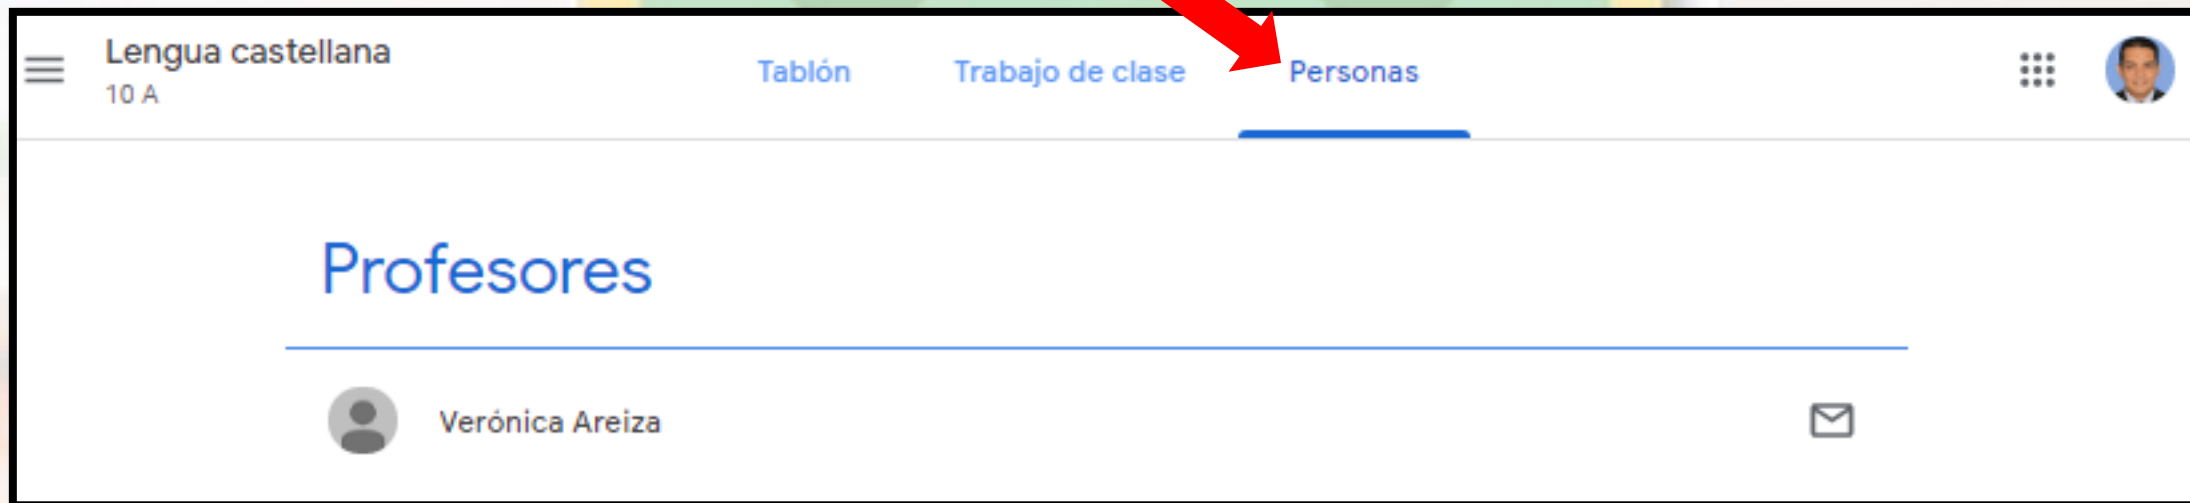 Lengua castellana
10 A
Tablón
Trabajo de clase
Personas
Profesores
Verónica Areiza